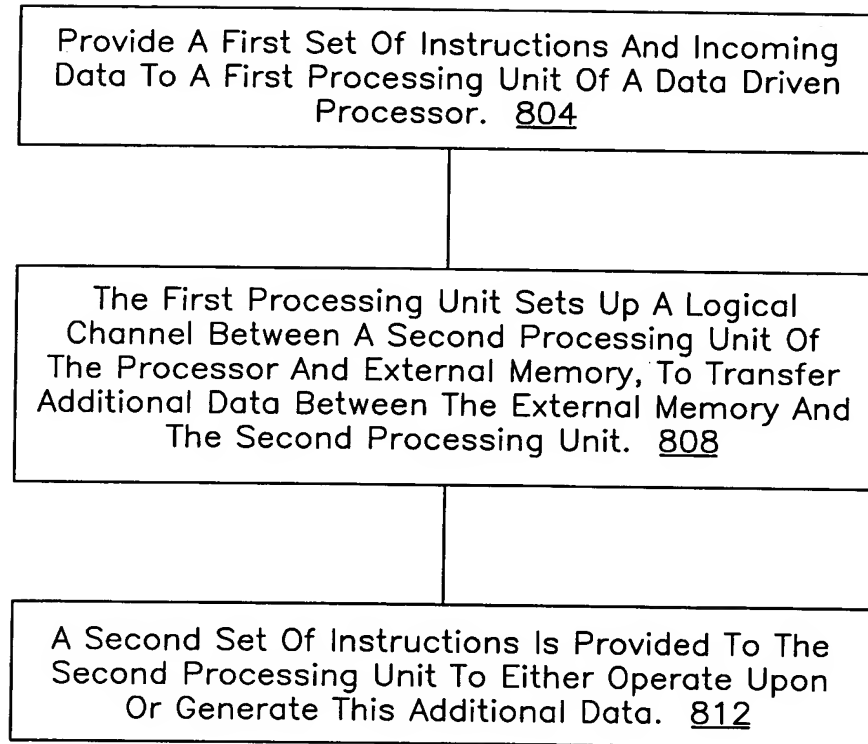 Provide A First Set Of Instructions And Incoming
Data To A First Processing Unit Of A Data Driven
Processor. 804
The First Processing Unit Sets Up A Logical
Channel Between A Second Processing Unit Of
The Processor And External Memory, To Transfer
Additional Data Between The External Memory And
The Second Processing Unit. 808
A Second Set Of Instructions Is Provided To The
Second Processing Unit To Either Operate Upon
Or Generate This Additional Data. 812